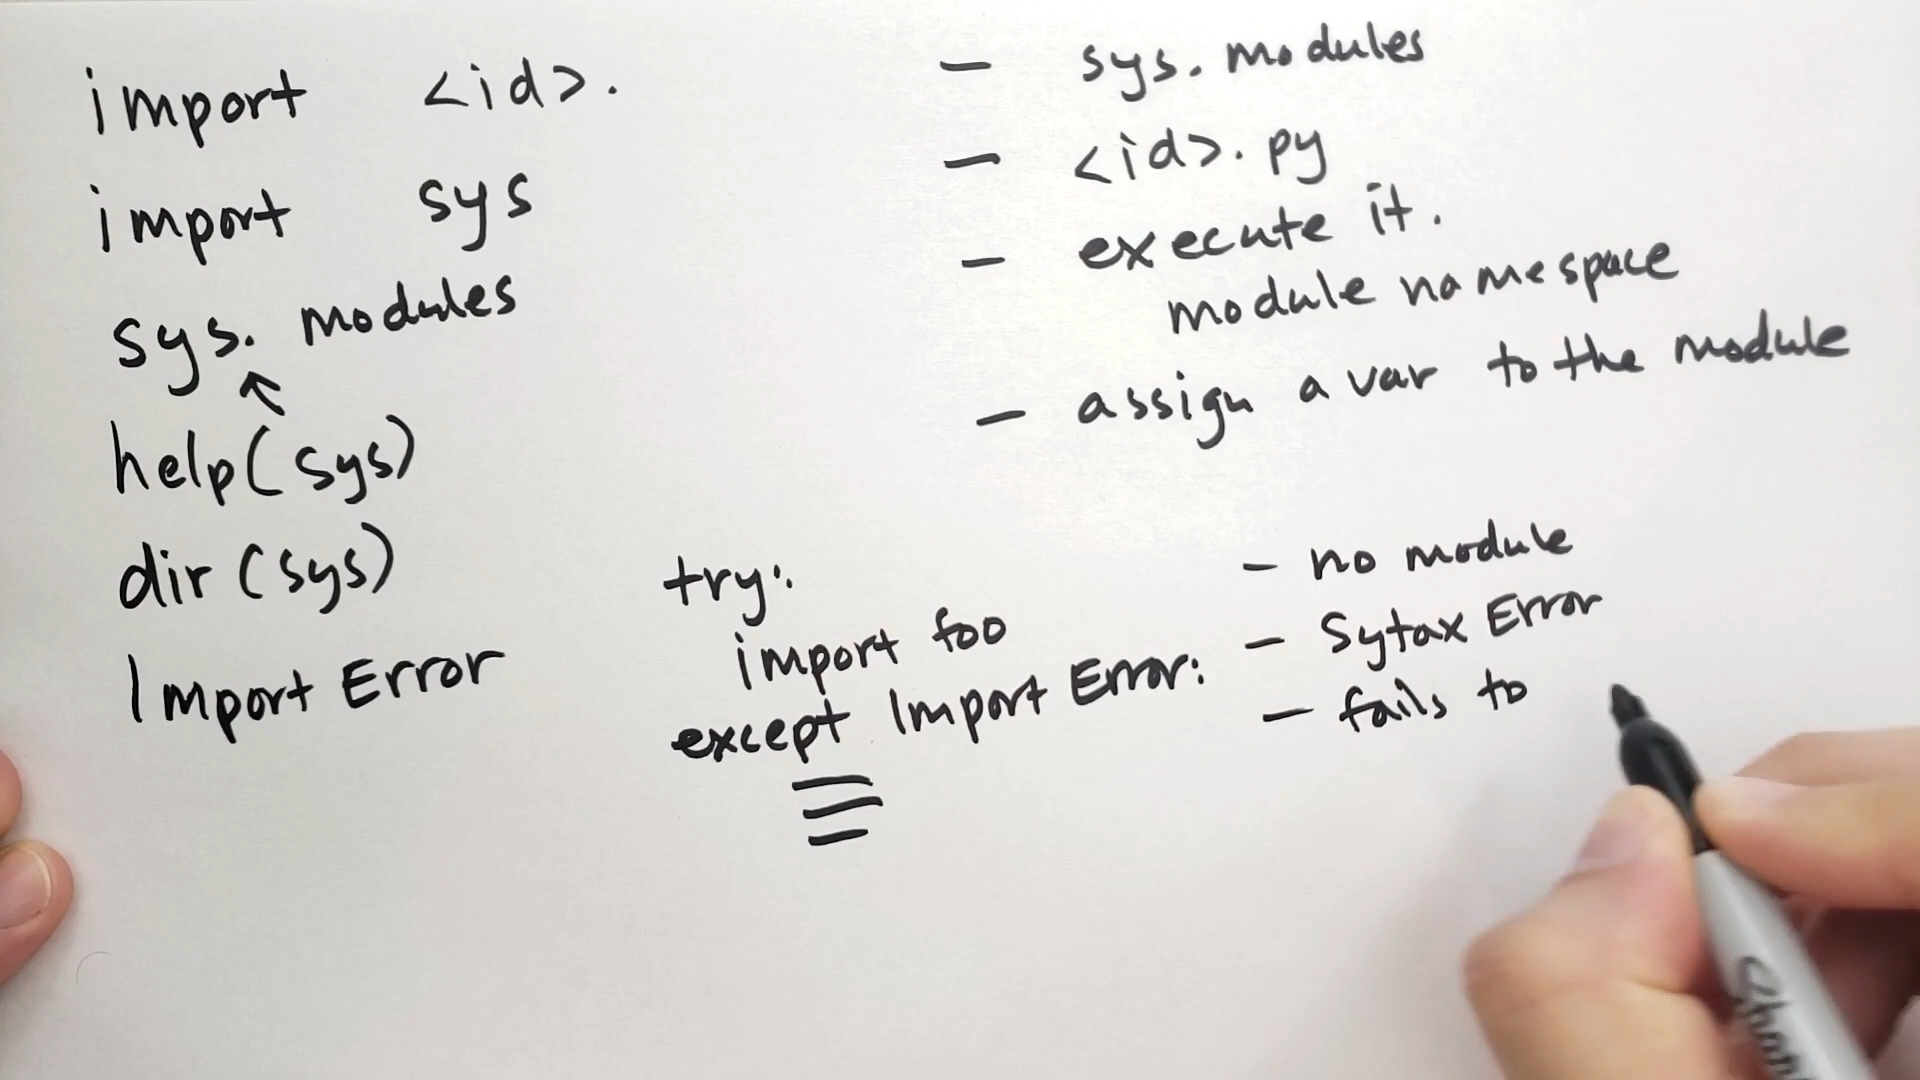 import <id>.
import sys
sys. modules
help(sys)
dir (sys)
Import Error
- sys. modules
- <id>. py
- execute it.
module namespace
- assign a var to the module
try:
import foo
except Import Error:
- no module
- Sytax Error
- fails to